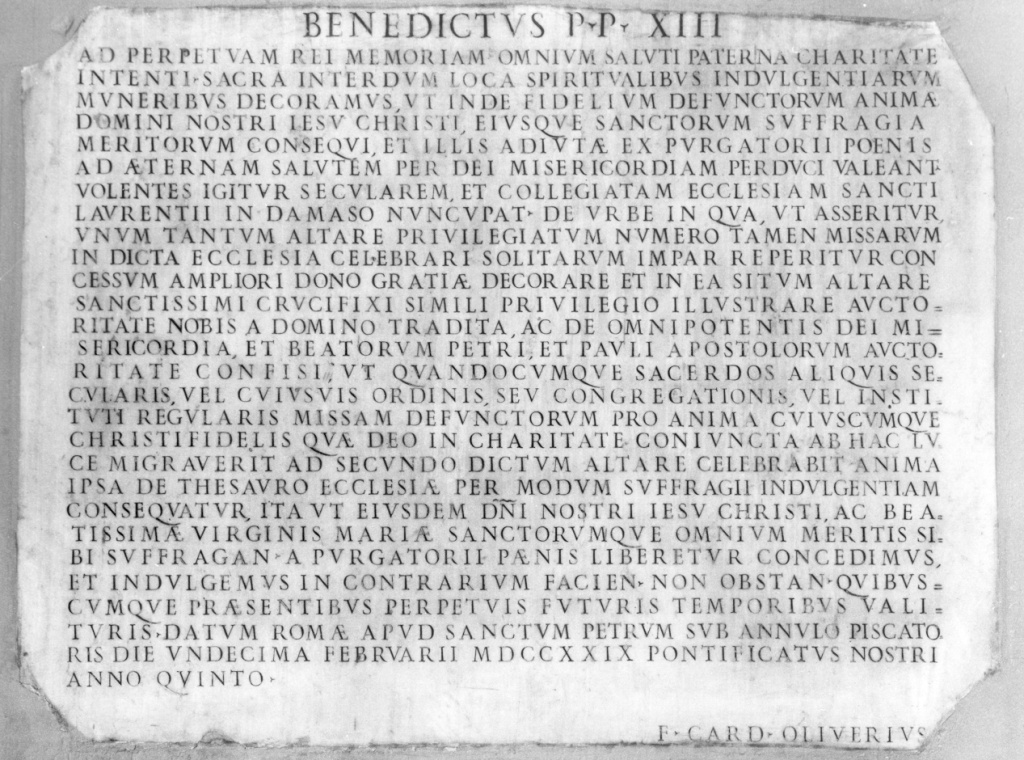 BENEDICTVS P·P· XIII
AD PERPETVAM REI MEMORIAM·OMNIVM SALVTI PATERNA CHARITATE
INTENTI·SACRA INTERDVM LOCA SPIRITVALIBVS INDVLGENTIARVM
MVNERIBVS DECORAMVS, VT INDE FIDELIVM DEFVNCTORVM ANIMÆ
DOMINI NOSTRI IESV CHRISTI, EIVSQVE SANCTORVM SVFFRAGIA
MERITORVM CONSEQVI, ET ILLIS ADIVTÆ EX PVRGATORII POENIS
AD ÆTERNAM SALVTEM PER DEI MISERICORDIAM PERDVCI VALEANT·
VOLENTES IGITVR SECVLAREM, ET COLLEGIATAM ECCLESIAM SANCTI
LAVRENTII IN DAMASO NVNCVPAT· DE VRBE IN QVA, VT ASSERITVR,
VNVM TANTVM ALTARE PRIVILEGIATVM NVMERO TAMEN MISSARVM
IN DICTA ECCLESIA CELEBRARI SOLITARVM IMPAR REPERITVR CON
CESSVM AMPLIORI DONO GRATIÆ DECORARE ET IN EA SITVM ALTARE
SANCTISSIMI CRVCIFIXI SIMILI PRIVILEGIO ILLVSTRARE AVCTO=
RITATE NOBIS A DOMINO TRADITA, AC DE OMNIPOTENTIS DEI MI=
SERICORDIA, ET BEATORVM PETRI, ET PAVLI APOSTOLORVM AVCTO=
RITATE CONFISI, VT QVANDOCVMQVE SACERDOS ALIQVIS SE=
CVLARIS, VEL CVIVSVIS ORDINIS, SEV CONGREGATIONIS, VEL INSTI=
TVTI REGVLARIS MISSAM DEFVNCTORVM PRO ANIMA CVIVSCVMQVE
CHRISTIFIDELIS QVÆ DEO IN CHARITATE CONIVNCTA AB HAC LV
CE MIGRAVERIT AD SECVNDO DICTVM ALTARE CELEBRABIT ANIMA
IPSA DE THESAVRO ECCLESIÆ PER MODVM SVFFRAGII INDVLGENTIAM
CONSEQVATVR, ITA VT EIVSDEM DÑI NOSTRI IESV CHRISTI, AC BEA=
TISSIMÆ VIRGINIS MARIÆ SANCTORVMQVE OMNIVM MERITIS SI=
BI SVFFRAGAN· A PVRGATORII PÆNIS LIBERETVR CONCEDIMVS,
ET INDVLGEMVS IN CONTRARIVM FACIEN· NON OBSTAN· QVIBVS=
CVMQVE PRÆSENTIBVS PERPETVIS FVTVRIS TEMPORIBVS VALI=
TVRIS·DATVM ROMÆ APVD SANCTVM PETRVM SVB ANNVLO PISCATO=
RIS DIE VNDECIMA FEBRVARII MDCCXXIX PONTIFICATVS NOSTRI
ANNO QVINTO·
F· CARD· OLIVERIVS